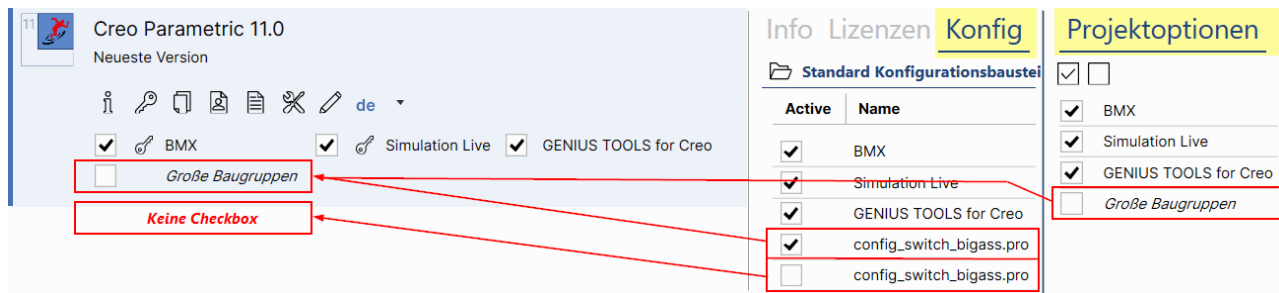 11
Creo Parametric 11.0
Neueste Version
de
BMX
Simulation Live
GENIUS TOOLS for Creo
Große Baugruppen
Keine Checkbox
Info Lizenzen Konfig
Standard Konfigurationsbaustei
Active Name
BMX
Simulation Live
GENIUS TOOLS for Creo
config_switch_bigass.pro
config_switch_bigass.pro
Projektoptionen
BMX
Simulation Live
GENIUS TOOLS for Creo
Große Baugruppen